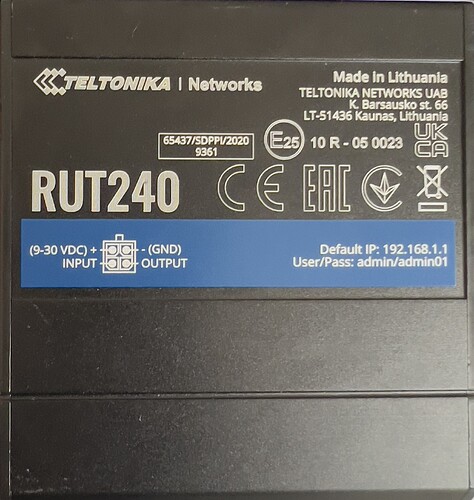 TELTONIKA | Networks
Made in Lithuania
TELTONIKA NETWORKS UAB
K. Barsausko st. 66
LT-51436 Kaunas, Lithuania
65437/SDPPI/2020
9361
E25
10 R - 05 0023
UK
CA
RUT240
CE
EAC
(9-30 VDC) +
- (GND)
INPUT
OUTPUT
Default IP: 192.168.1.1
User/Pass: admin/admin01